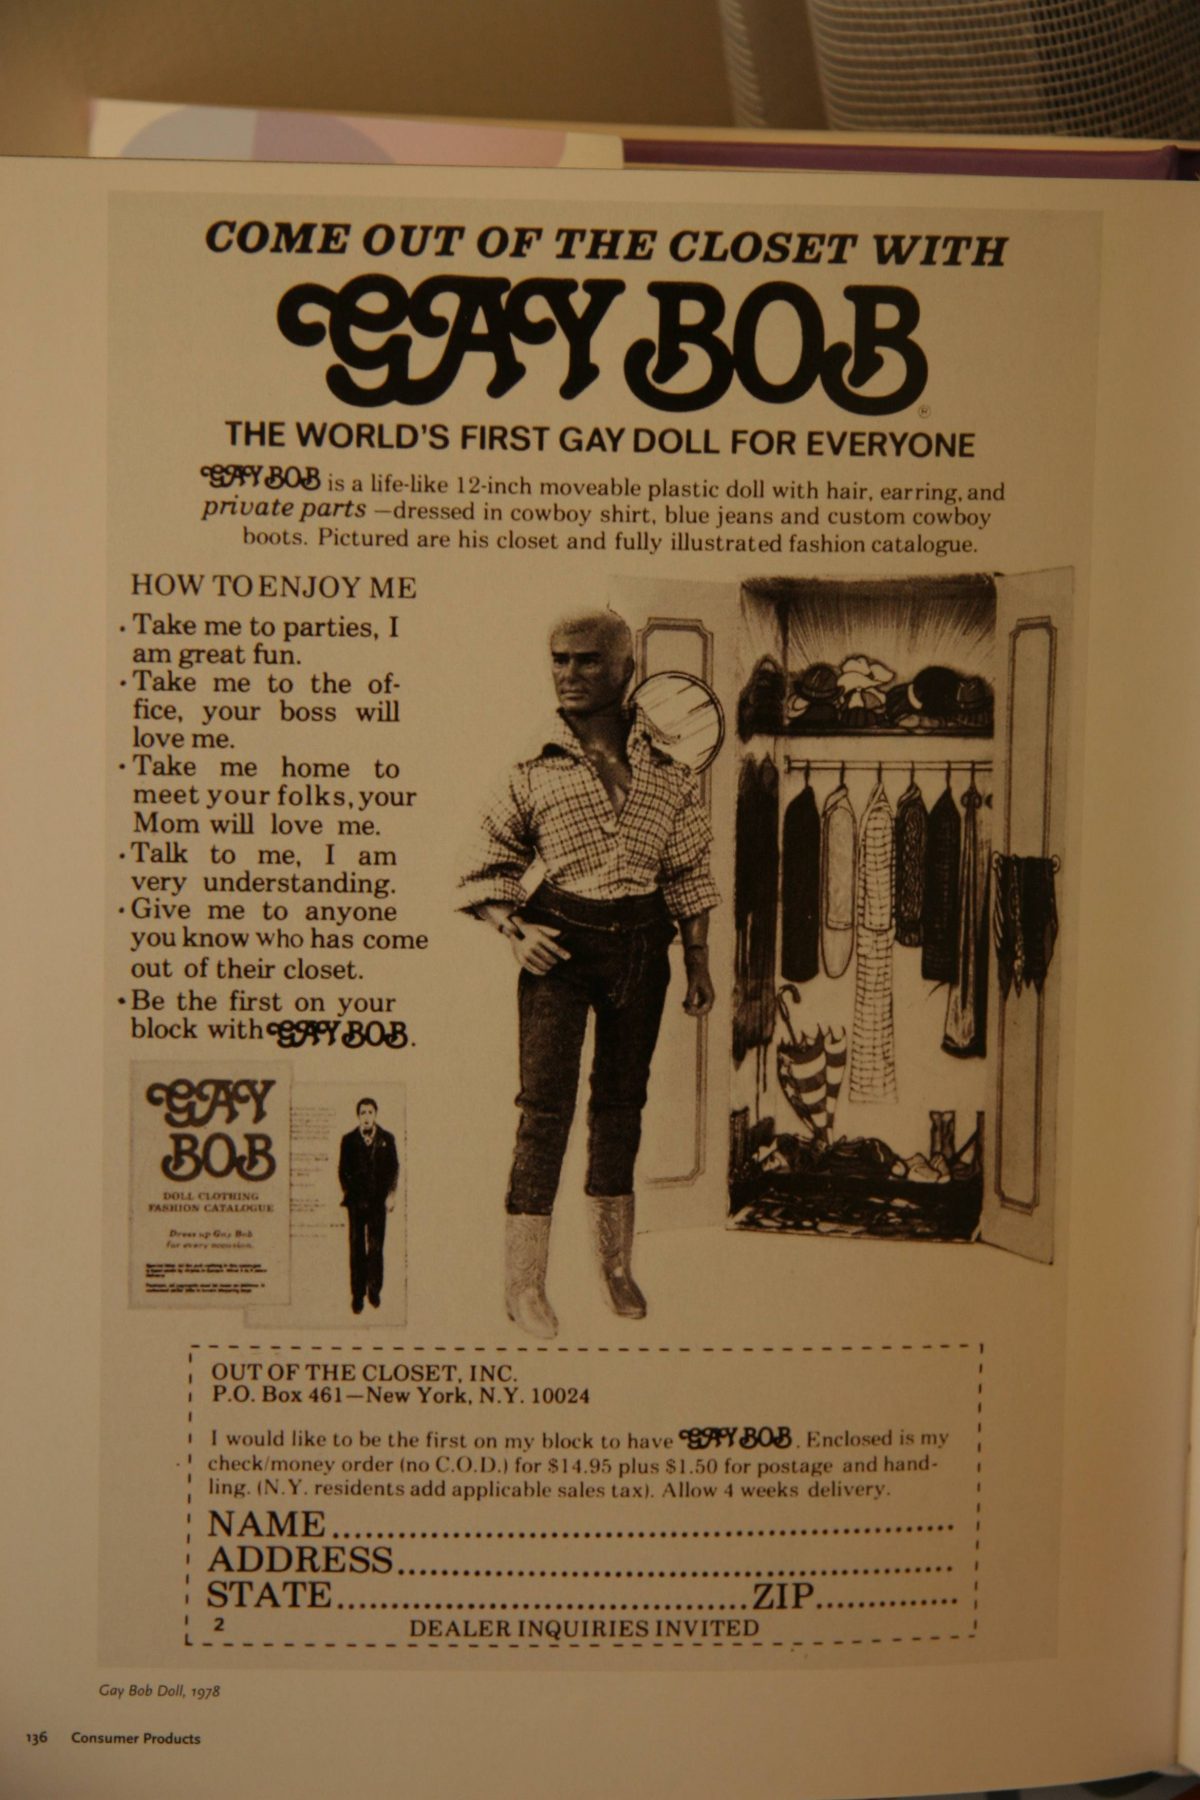 COME OUT OF THE CLOSET WITH
GAY BOB
®
THE WORLD'S FIRST GAY DOLL FOR EVERYONE
GAY BOB is a life-like 12-inch moveable plastic doll with hair, earring, and
private parts —dressed in cowboy shirt, blue jeans and custom cowboy
boots. Pictured are his closet and fully illustrated fashion catalogue.
HOW TO ENJOY ME
• Take me to parties, I
am great fun.
• Take me to the of-
fice, your boss will
love me.
• Take me home to
meet your folks, your
Mom will love me.
• Talk to me, I am
very understanding.
• Give me to anyone
you know who has come
out of their closet.
• Be the first on your
block with GAY BOB.
GAY
BOB
DOLL CLOTHING
FASHION CATALOGUE
Dress up Gay Bob
for every occasion.
OUT OF THE CLOSET, INC.
P.O. Box 461—New York, N.Y. 10024
I would like to be the first on my block to have GAY BOB. Enclosed is my
check/money order (no C.O.D.) for $14.95 plus $1.50 for postage and hand-
ling. (N.Y. residents add applicable sales tax). Allow 4 weeks delivery.
NAME
ADDRESS
STATE ZIP
2 DEALER INQUIRIES INVITED
Gay Bob Doll, 1978
136 Consumer Products